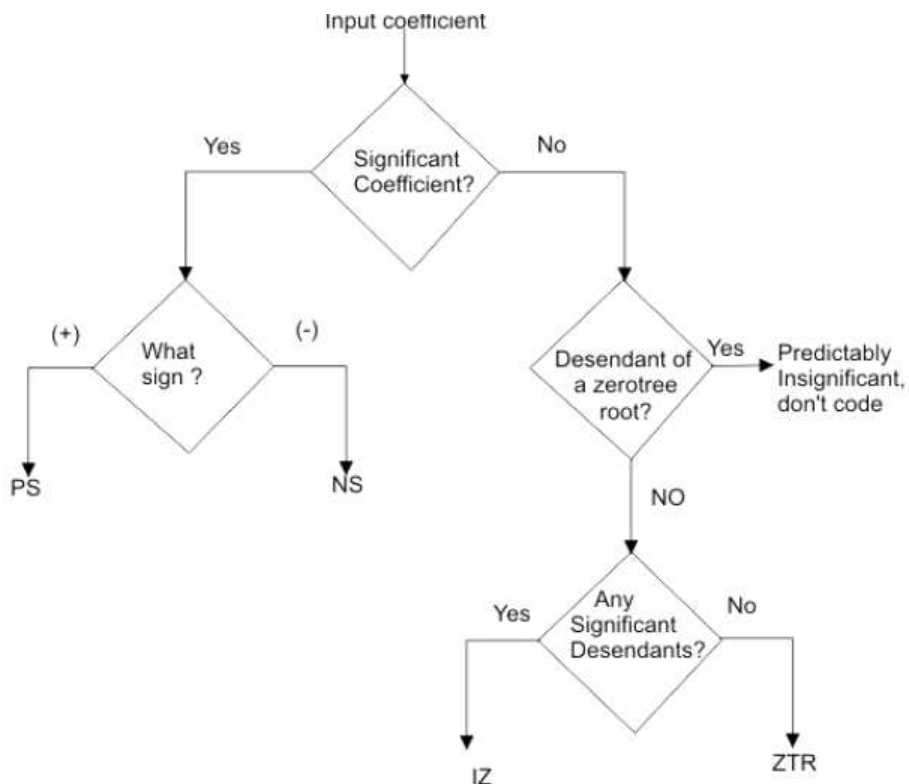 Input coefficient
Yes
No
Significant
Coefficient?
(+)
(-)
What
sign ?
Yes
Desendant of
a zerotree
root?
Predictably
Insignificant,
don't code
PS
NS
NO
Yes
No
Any
Significant
Desendants?
IZ
ZTR